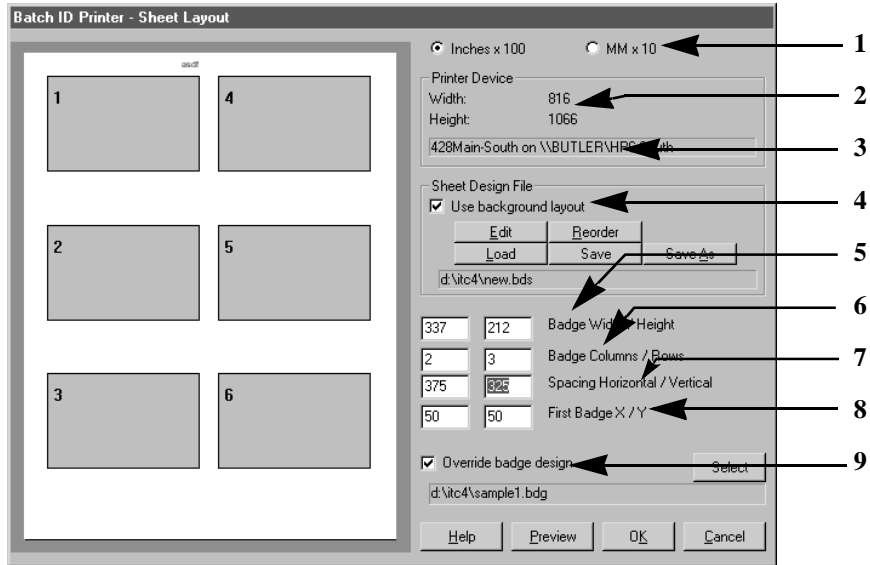 Batch ID Printer - Sheet Layout
asdf
1 4
2 5
3 6
Inches x 100 MM x 10
Printer Device
Width: 816
Height: 1066
428Main-South on \\BUTLER\
Sheet Design File
Use background layout
Edit Reorder
Load Save Save As
d:\itc4\new.bds
337 212 Badge Width / Height
2 3 Badge Columns / Rows
375 325 Spacing Horizontal / Vertical
50 50 First Badge X / Y
Override badge design
Select
d:\itc4\sample1.bdg
Help Preview OK Cancel
1
2
3
4
5
6
7
8
9